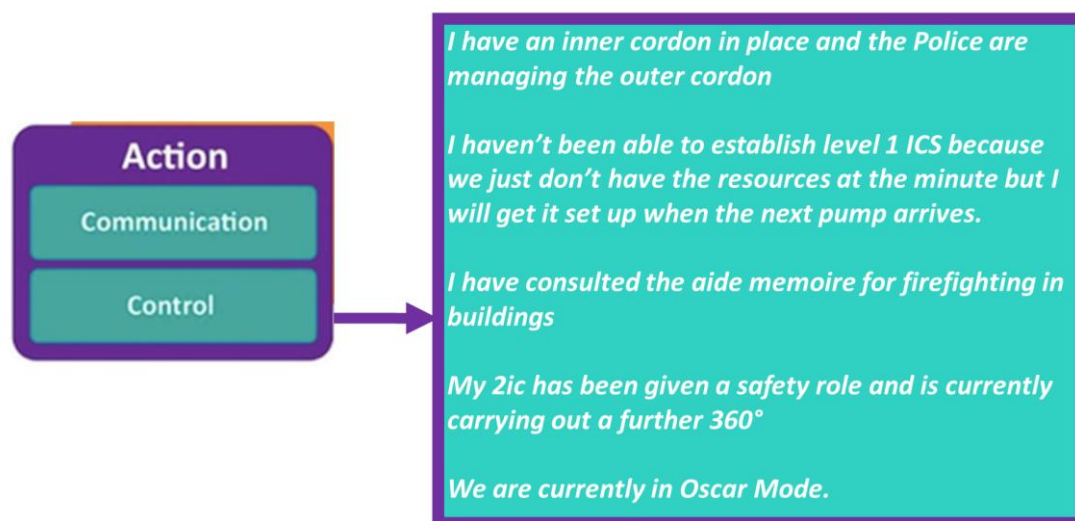 Action
Communication
Control
I have an inner cordon in place and the Police are
managing the outer cordon
I haven’t been able to establish level 1 ICS because
we just don’t have the resources at the minute but I
will get it set up when the next pump arrives.
I have consulted the aide memoire for firefighting in
buildings
My 2ic has been given a safety role and is currently
carrying out a further 360°
We are currently in Oscar Mode.